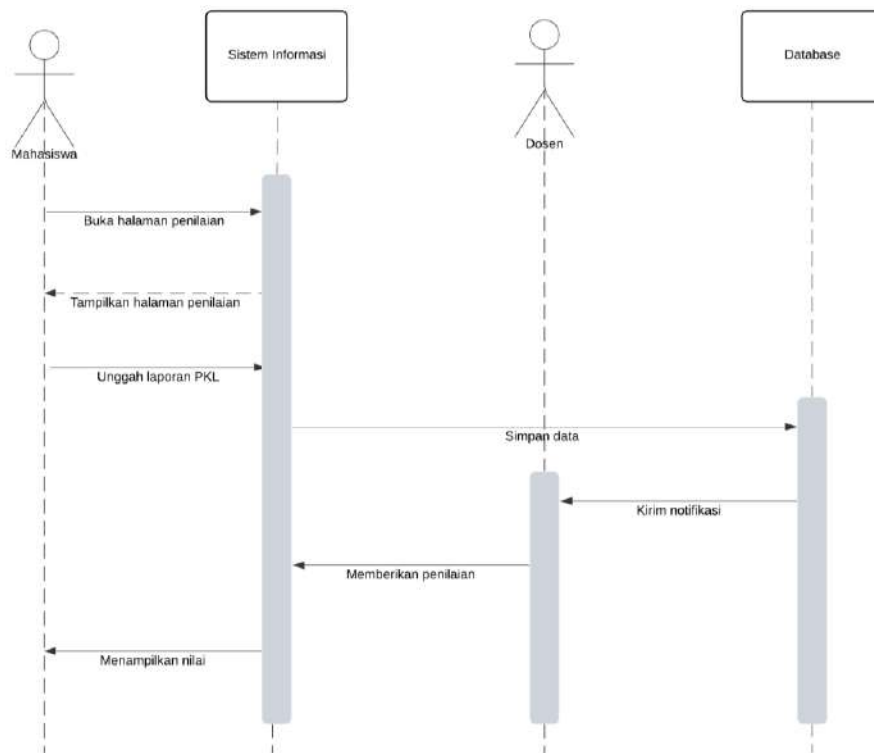 Sistem Informasi
Database
Mahasiswa
Dosen
Buka halaman penilaian
Tampilkan halaman penilaian
Unggah laporan PKL
Simpan data
Kirim notifikasi
Memberikan penilaian
Menampilkan nilai